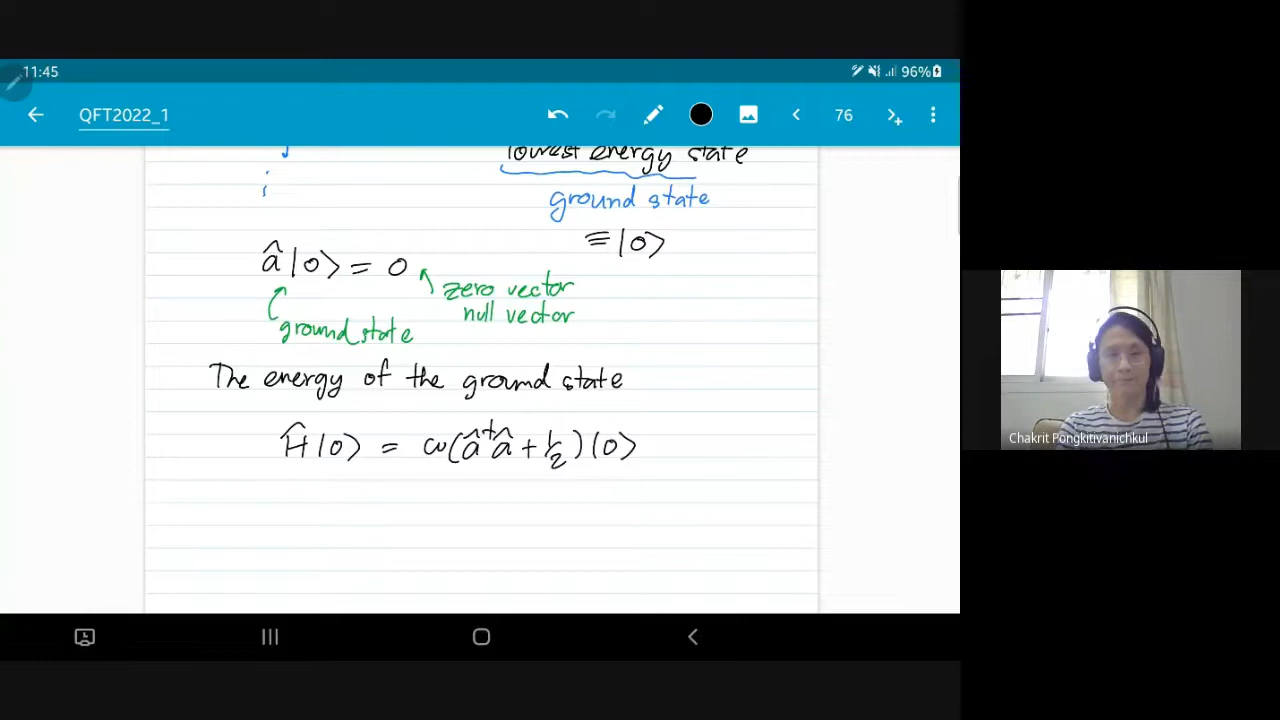 11:45
96%
QFT2022_1
76
lowest energy state
ground state
≡ |0⟩
â|0⟩ = 0
zero vector
null vector
ground state
The energy of the ground state
Ĥ|0⟩ = ω(â†â + 1/2)|0⟩
Chakrit Pongkitivanichkul